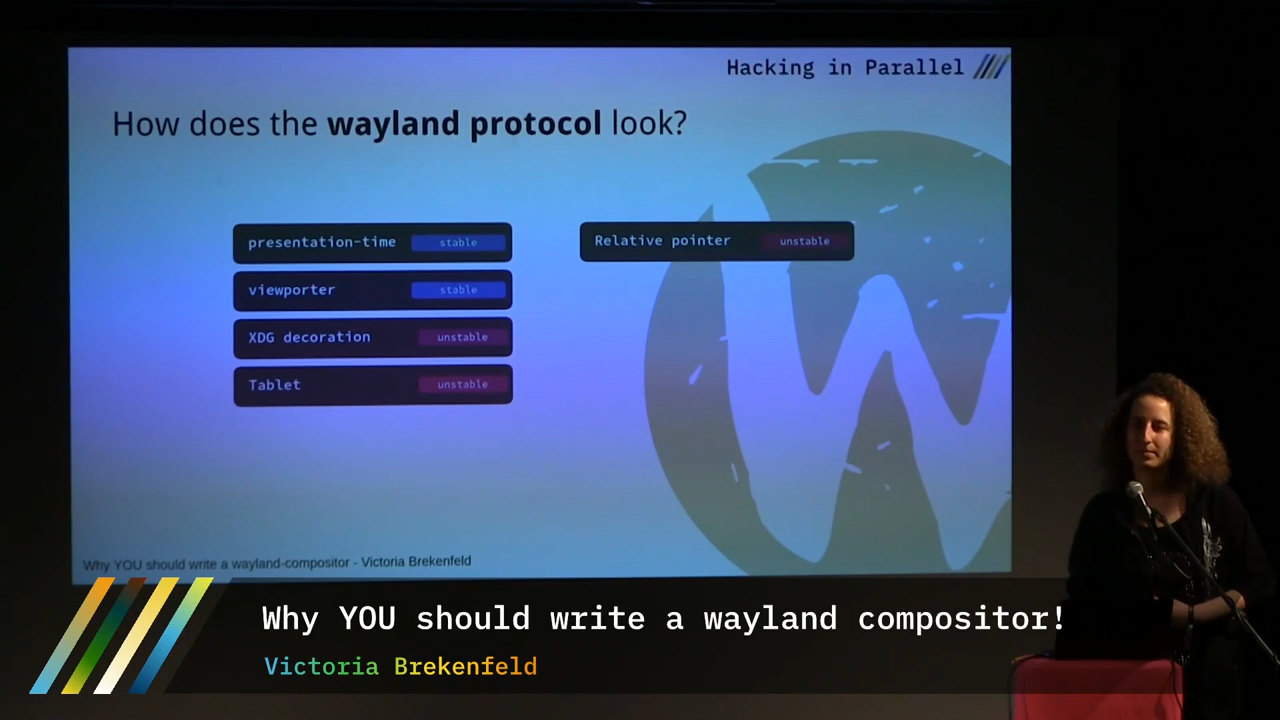 Hacking in Parallel
How does the wayland protocol look?
presentation-time stable
viewporter stable
XDG decoration unstable
Tablet unstable
Relative pointer unstable
Why YOU should write a wayland-compositor - Victoria Brekenfeld
Why YOU should write a wayland compositor!
Victoria Brekenfeld